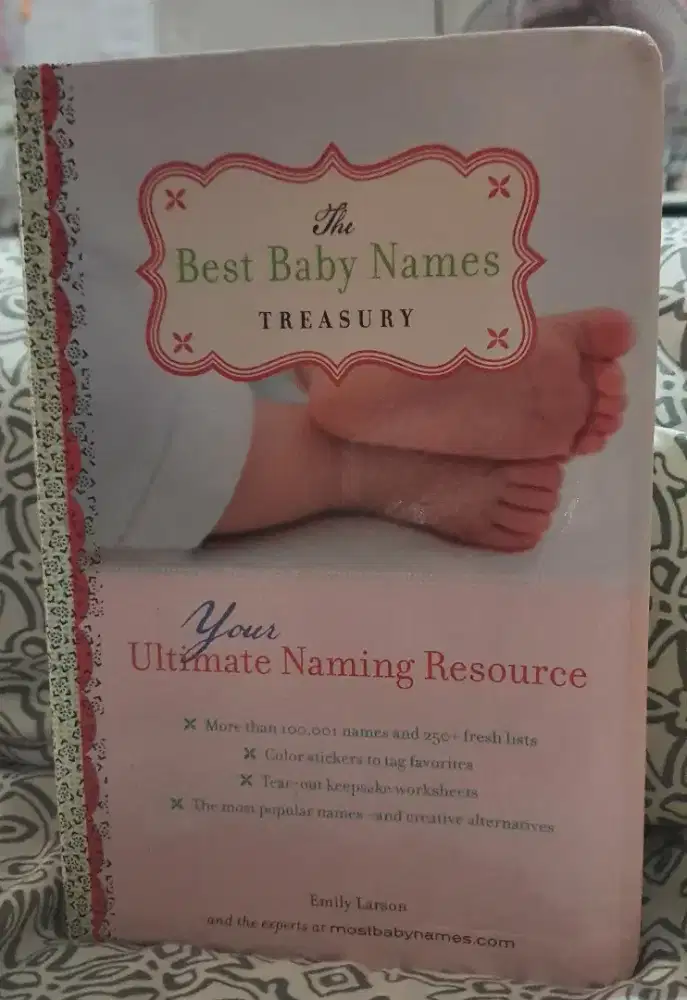 The
Best Baby Names
TREASURY
Your
Ultimate Naming Resource
More than 100,001 names and 250+ fresh lists
Color stickers to tag favorites
Tear-out keepsake worksheets
The most popular names—and creative alternatives
Emily Larson
and the experts at mostbabynames.com